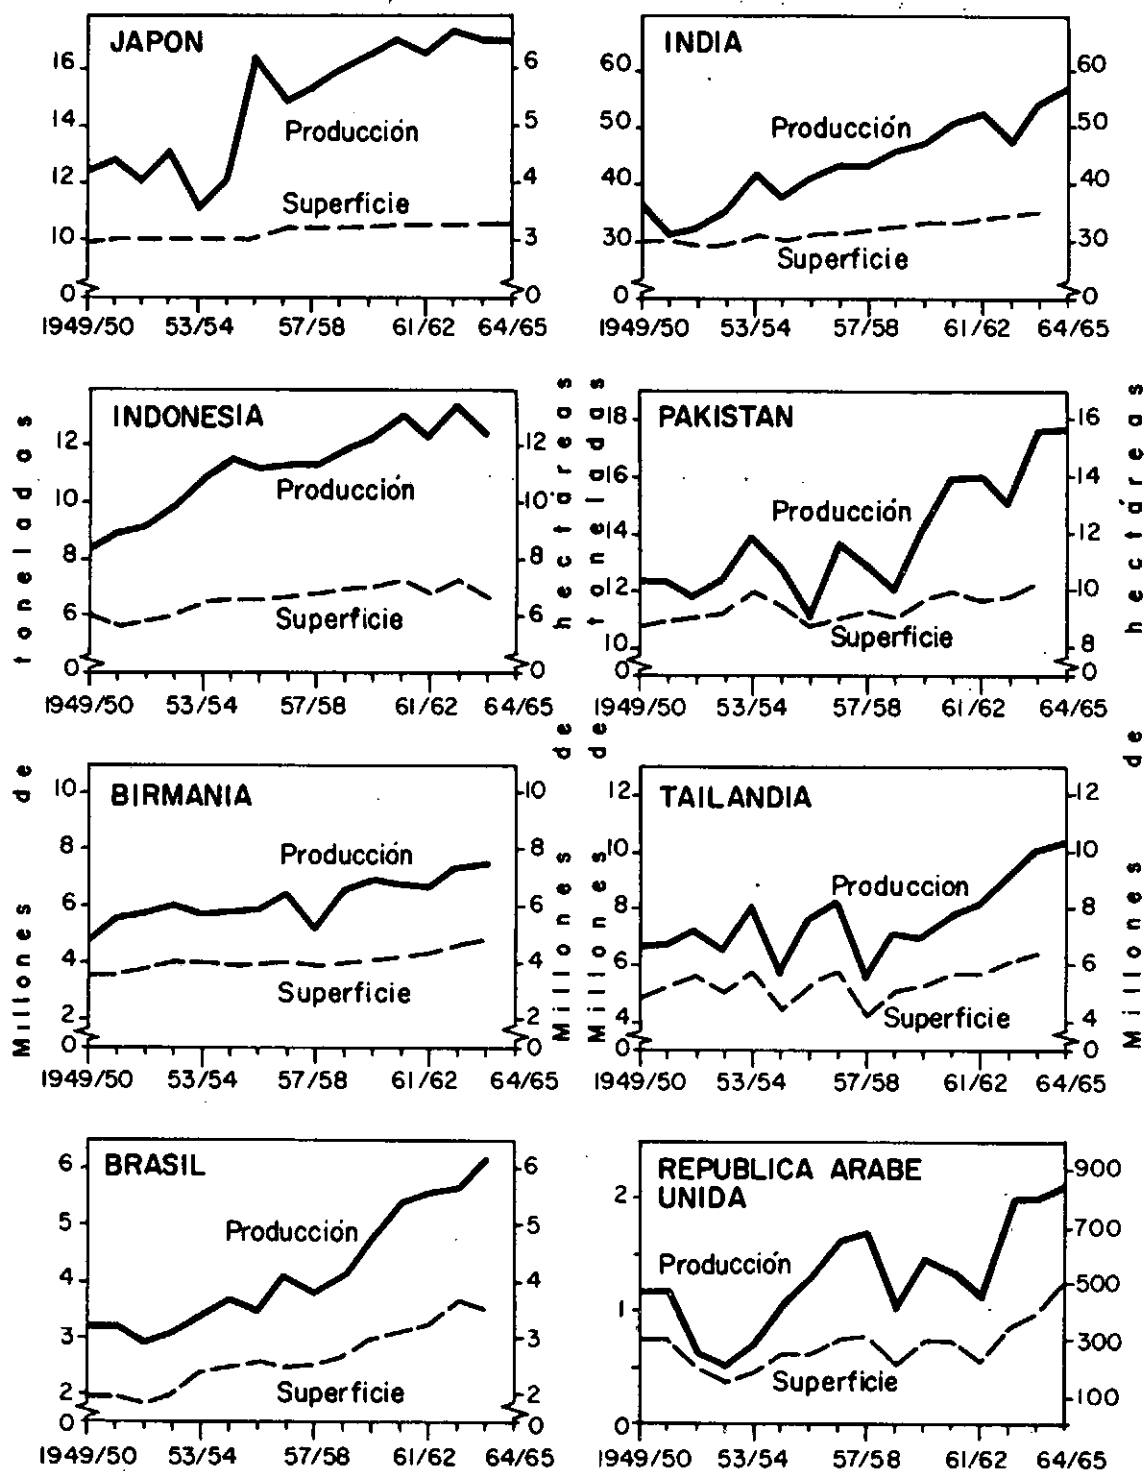 JAPON
16
14
12
10
0
6
5
4
3
0
Producción
Superficie
1949/50 53/54 57/58 61/62 64/65
INDIA
60
50
40
30
0
60
50
40
30
0
Producción
Superficie
1949/50 53/54 57/58 61/62 64/65
Millones de toneladas
INDONESIA
12
10
8
6
0
12
10
8
6
0
Producción
Superficie
1949/50 53/54 57/58 61/62 64/65
Millones de hectáreas
Millones de toneladas
PAKISTAN
18
16
14
12
10
0
16
14
12
10
8
0
Producción
Superficie
1949/50 53/54 57/58 61/62 64/65
Millones de hectáreas
BIRMANIA
10
8
6
4
2
0
10
8
6
4
2
0
Producción
Superficie
1949/50 53/54 57/58 61/62 64/65
TAILANDIA
12
10
8
6
4
0
12
10
8
6
4
0
Produccion
Superficie
1949/50 53/54 57/58 61/62 64/65
BRASIL
6
5
4
3
2
0
6
5
4
3
2
0
Producción
Superficie
1949/50 53/54 57/58 61/62 64/65
REPUBLICA ARABE
UNIDA
2
1
0
900
700
500
300
100
Producción
Superficie
1949/50 53/54 57/58 61/62 64/65